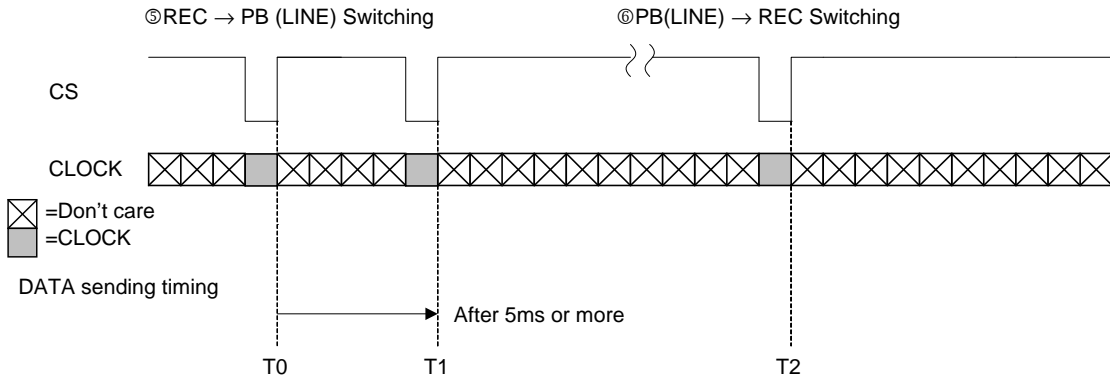 ⑤REC → PB (LINE) Switching
⑥PB(LINE) → REC Switching
CS
CLOCK
=Don't care
=CLOCK
DATA sending timing
After 5ms or more
T0
T1
T2